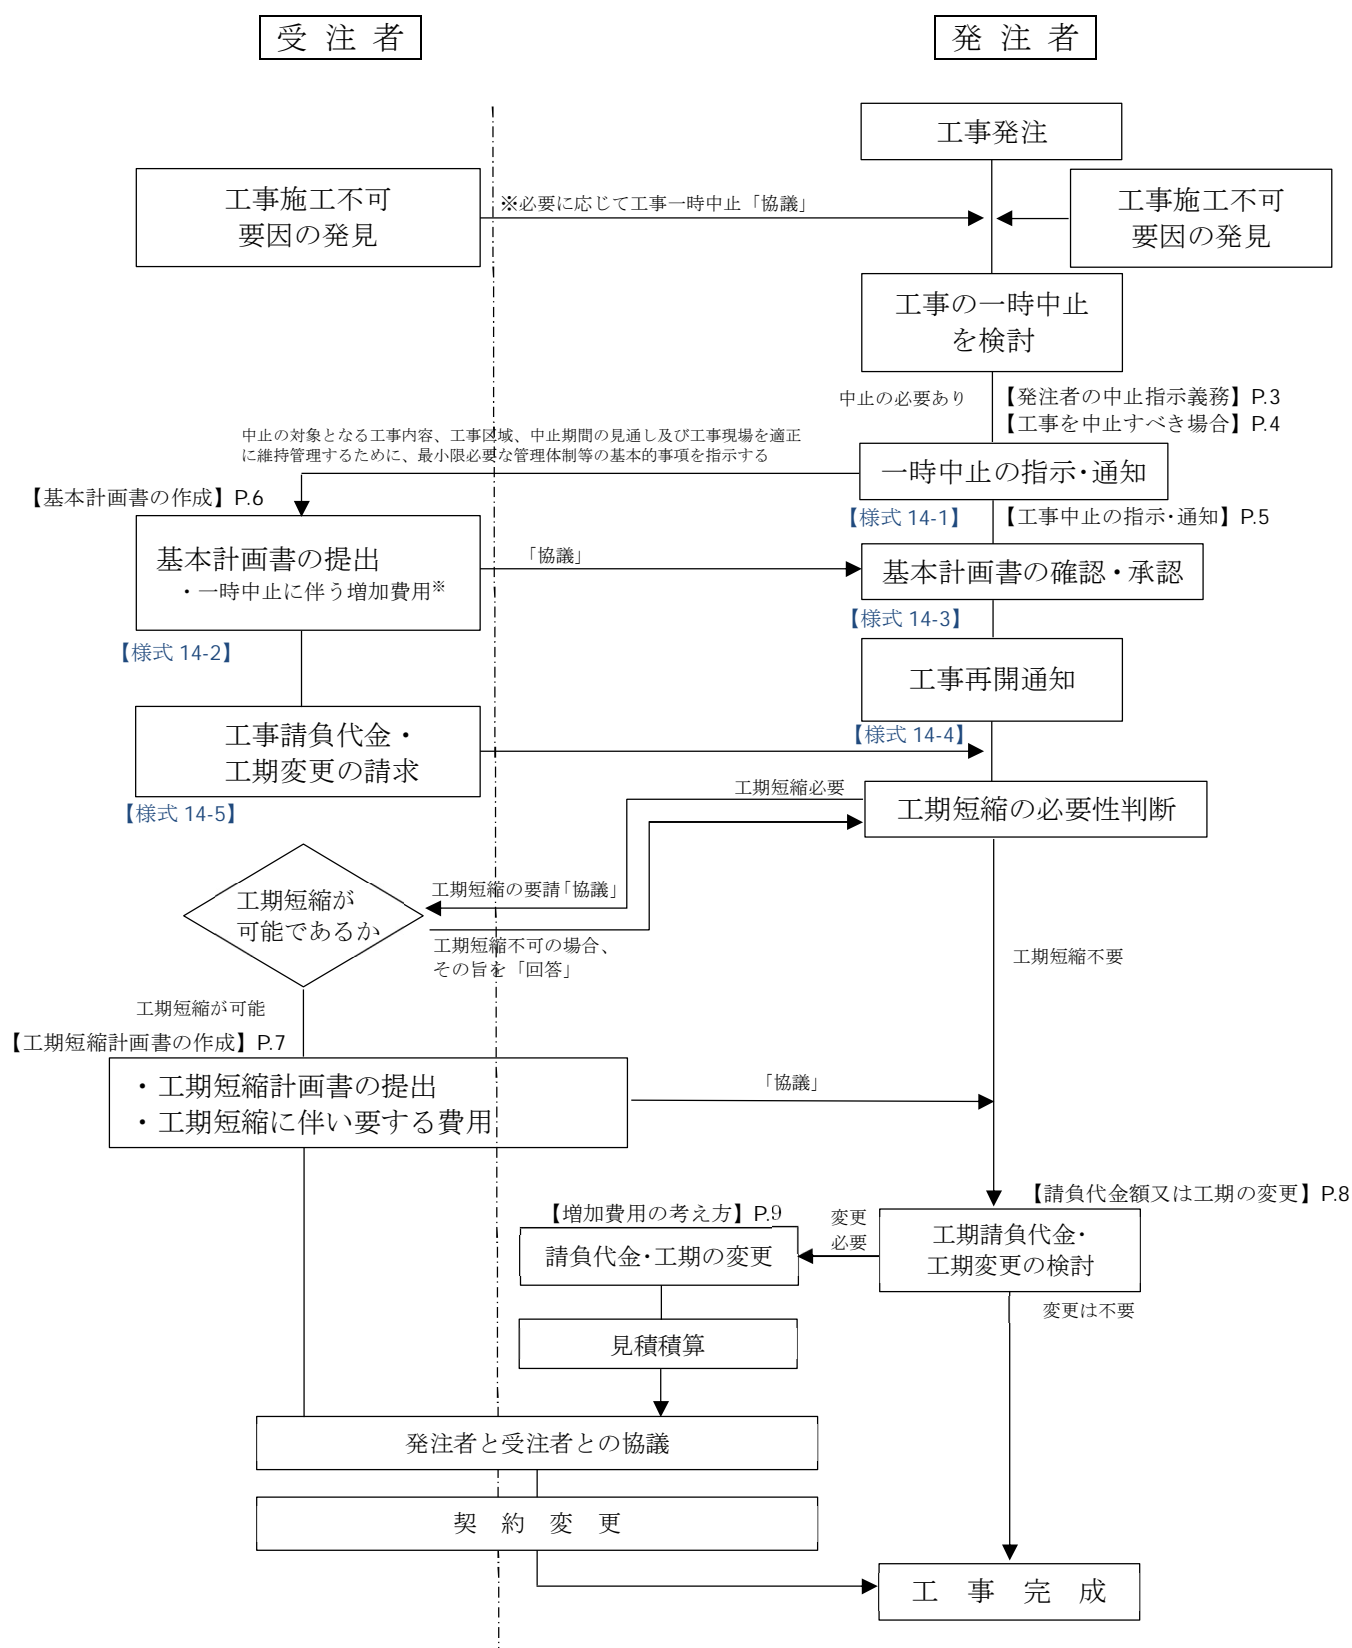 受 注 者
発 注 者
工事発注
工事施工不可
要因の発見
※必要に応じて工事一時中止「協議」
工事施工不可
要因の発見
工事の一時中止
を検討
中止の必要あり
【発注者の中止指示義務】P.3
【工事を中止すべき場合】P.4
中止の対象となる工事内容、工事区域、中止期間の見通し及び工事現場を適正
に維持管理するために、最小限必要な管理体制等の基本的事項を指示する
一時中止の指示・通知
【基本計画書の作成】P.6
【様式 14-1】
【工事中止の指示・通知】P.5
基本計画書の提出
・一時中止に伴う増加費用※
「協議」
基本計画書の確認・承認
【様式 14-3】
【様式 14-2】
工事再開通知
工事請負代金・
工期変更の請求
【様式 14-4】
工期短縮必要
【様式 14-5】
工期短縮の必要性判断
工期短縮が
可能であるか
工期短縮の要請「協議」
工期短縮不可の場合、
その旨を「回答」
工期短縮不要
工期短縮が可能
【工期短縮計画書の作成】P.7
・工期短縮計画書の提出
・工期短縮に伴い要する費用
「協議」
【請負代金額又は工期の変更】P.8
【増加費用の考え方】P.9
変更
必要
請負代金・工期の変更
工期請負代金・
工期変更の検討
変更は不要
見積積算
発注者と受注者との協議
契 約 変 更
工 事 完 成